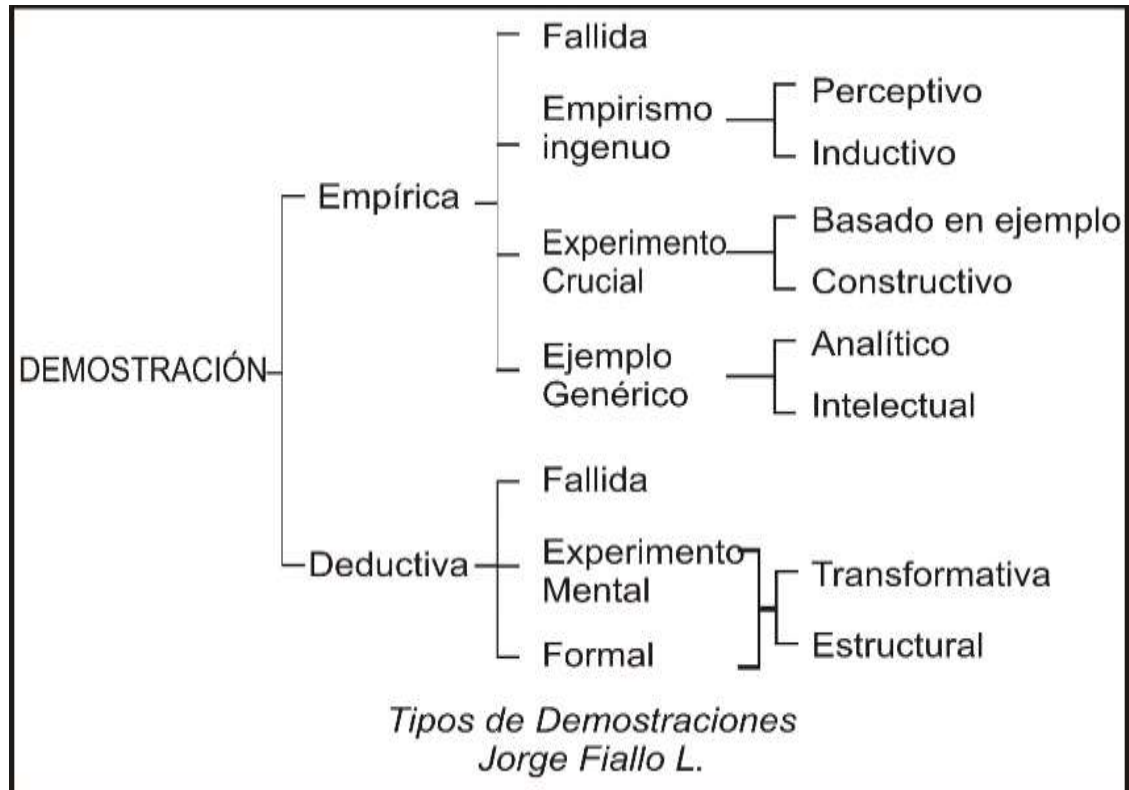 Fallida
Empirismo
ingenuo
Perceptivo
Inductivo
Empírica
Experimento
Crucial
Basado en ejemplo
Constructivo
DEMOSTRACIÓN
Ejemplo
Genérico
Analítico
Intelectual
Fallida
Deductiva
Experimento
Mental
Formal
Transformativa
Estructural
Tipos de Demostraciones
Jorge Fiallo L.